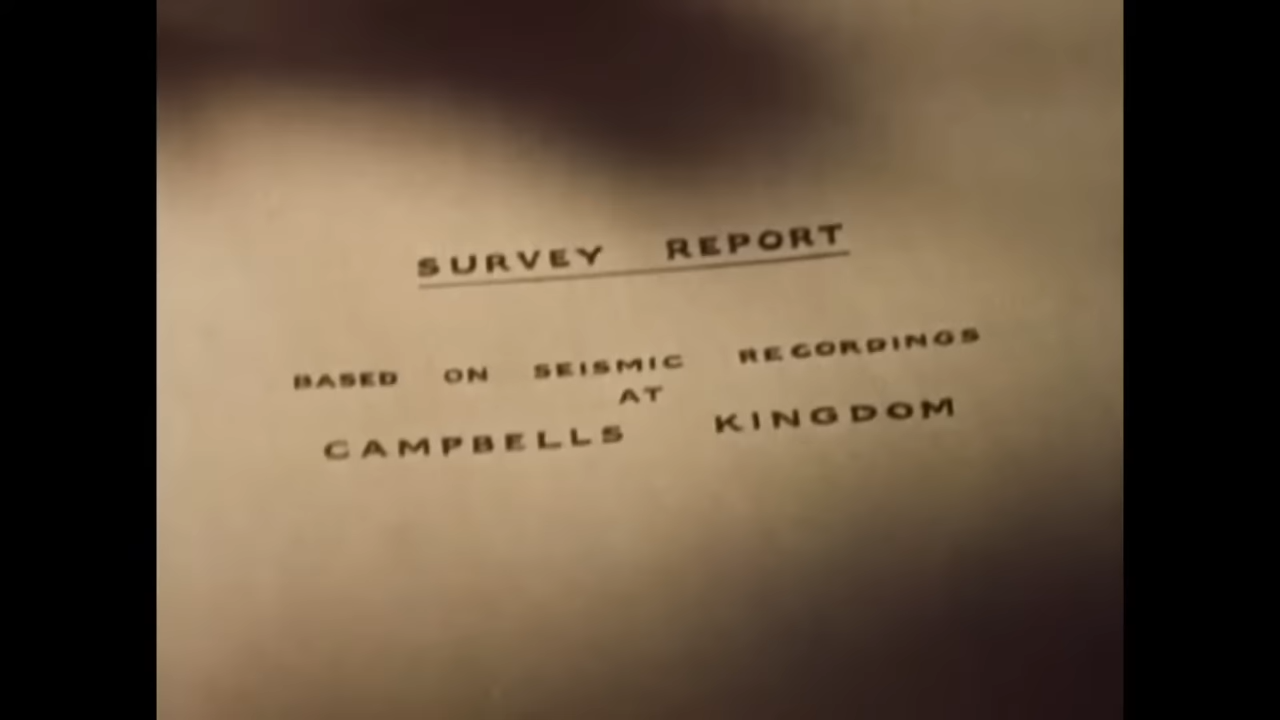 SURVEY REPORT
BASED ON SEISMIC RECORDINGS
AT
CAMPBELLS KINGDOM